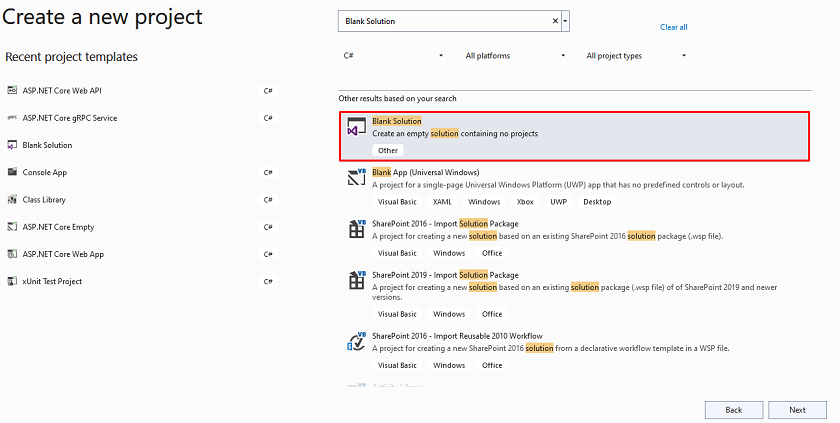 Create a new project
Blank Solution
Clear all
Recent project templates
C#
All platforms
All project types
ASP.NET Core Web API C#
ASP.NET Core gRPC Service C#
Blank Solution
Console App C#
Class Library C#
ASP.NET Core Empty C#
ASP.NET Core Web App C#
xUnit Test Project C#
Other results based on your search
Blank Solution
Create an empty solution containing no projects
Other
Blank App (Universal Windows)
A project for a single-page Universal Windows Platform (UWP) app that has no predefined controls or layout.
Visual Basic XAML Windows Xbox UWP Desktop
SharePoint 2016 - Import Solution Package
A project for creating a new solution based on an existing SharePoint 2016 solution package (.wsp file).
Visual Basic Windows Office
SharePoint 2019 - Import Solution Package
A project for creating a new solution based on an existing solution package (.wsp file) of of SharePoint 2019 and newer
versions.
Visual Basic Windows Office
SharePoint 2016 - Import Reusable 2010 Workflow
A project for creating a new SharePoint 2016 solution from a declarative workflow template in a WSP file.
Visual Basic Windows Office
Activity Library
Back
Next